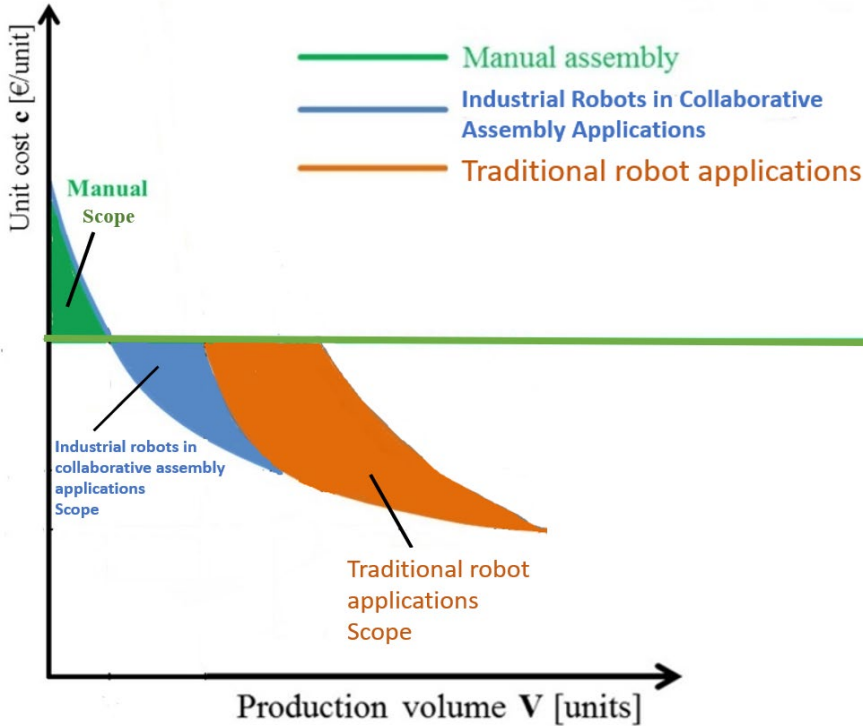 Unit cost c [€/unit]
Manual assembly
Industrial Robots in Collaborative
Assembly Applications
Traditional robot applications
Manual
Scope
Industrial robots in
collaborative assembly
applications
Scope
Traditional robot
applications
Scope
Production volume V [units]